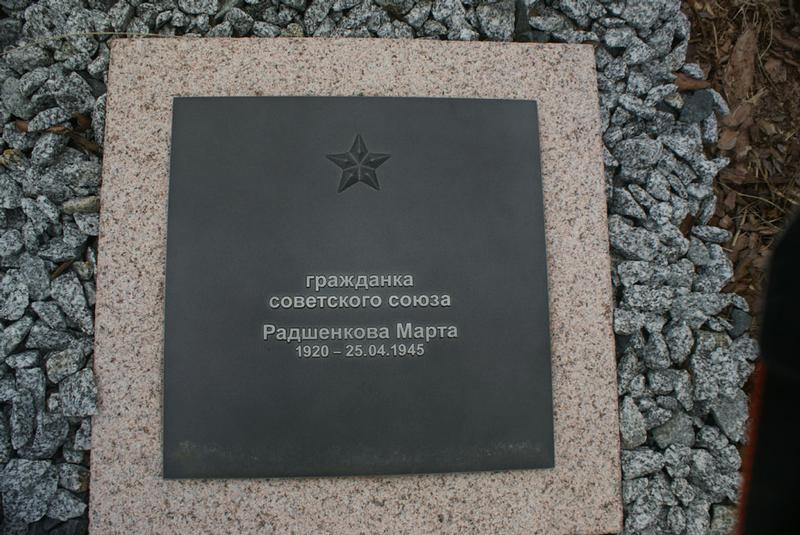 гражданка
советского союза
Радшенкова Марта
1920 – 25.04.1945